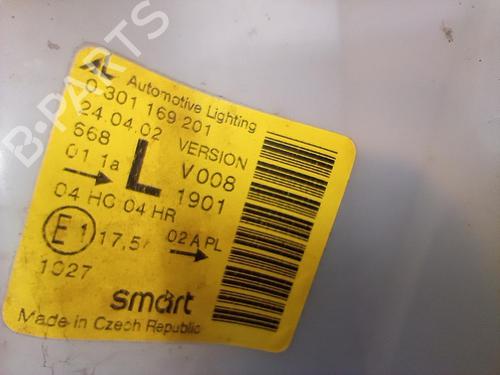 AL Automotive Lighting
0 301 169 201
24.04.02 VERSION
668 V008
01 1a → L 1901
04 HC 04 HR
E1 17,5 02 A PL →
1027
smart
Made in Czech Republic
B-PARTS